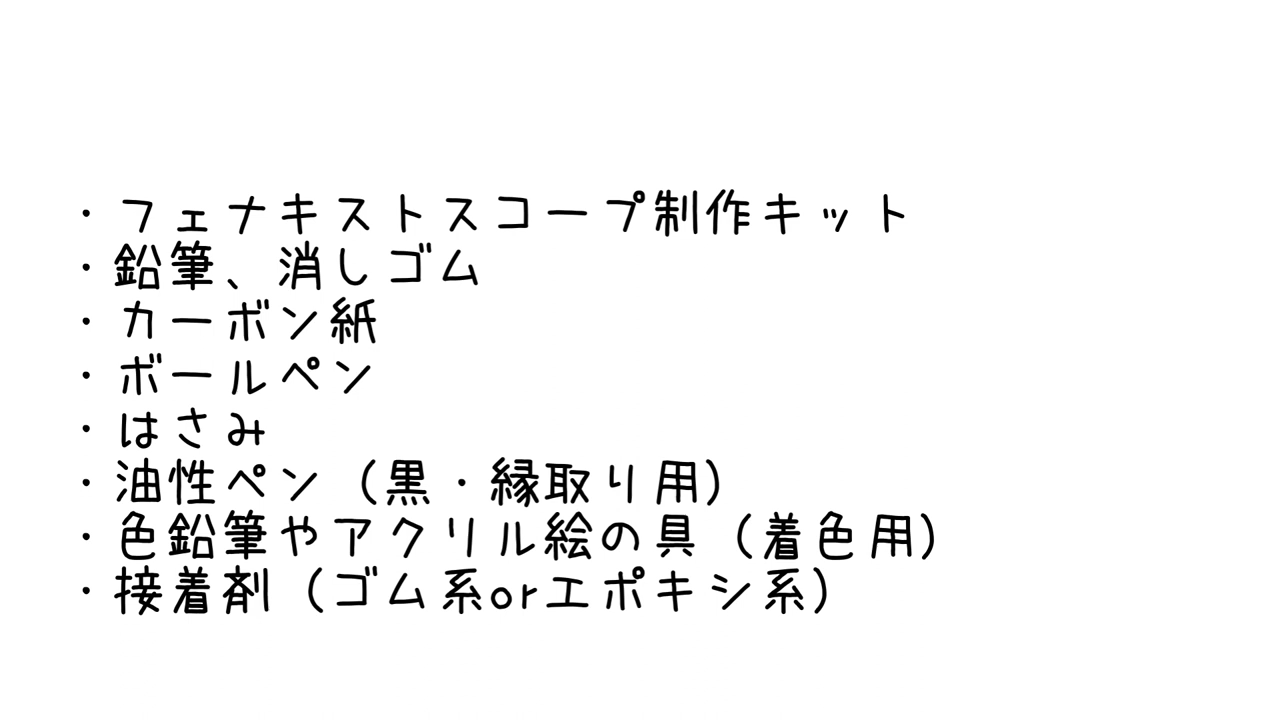 ・フェナキストスコープ制作キット
・鉛筆、消しゴム
・カーボン紙
・ボールペン
・はさみ
・油性ペン（黒・縁取り用）
・色鉛筆やアクリル絵の具（着色用）
・接着剤（ゴム系orエポキシ系）